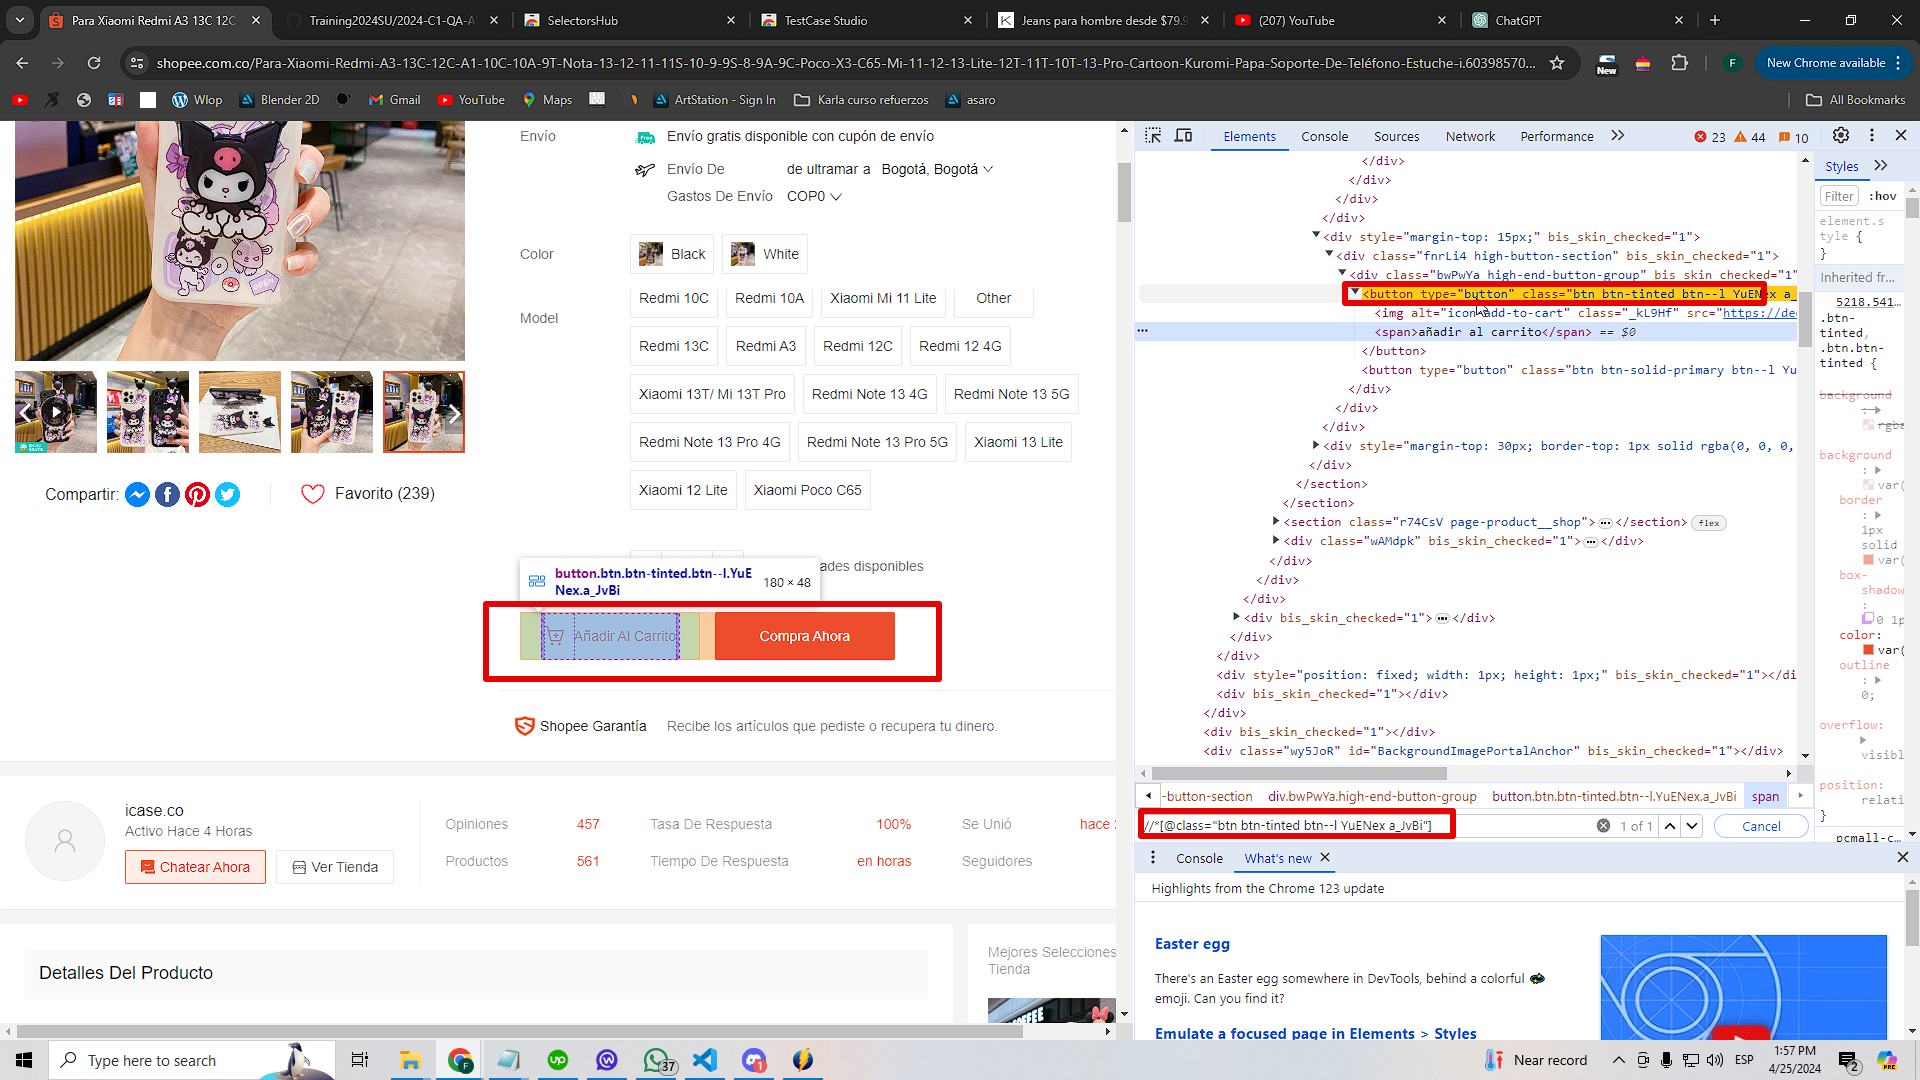 Para Xiaomi Redmi A3 13C 12C
Training2024SU/2024-C1-QA-A
SelectorsHub
TestCase Studio
Jeans para hombre desde $79.9
(207) YouTube
ChatGPT
shopee.com.co/Para-Xiaomi-Redmi-A3-13C-12C-A1-10C-10A-9T-Nota-13-12-11-11S-10-9-9S-8-9A-9C-Poco-X3-C65-Mi-11-12-13-Lite-12T-11T-10T-13-Pro-Cartoon-Kuromi-Papa-Soporte-De-Teléfono-Estuche-i.60398570...
New
F
New Chrome available
Wlop
Blender 2D
Gmail
YouTube
Maps
ArtStation - Sign In
Karla curso refuerzos
asaro
All Bookmarks
Envío
Free
Envío gratis disponible con cupón de envío
Envío De
de ultramar a
Bogotá, Bogotá
Gastos De Envío
COP0
Color
Black
White
Model
Redmi 10C
Redmi 10A
Xiaomi Mi 11 Lite
Other
Redmi 13C
Redmi A3
Redmi 12C
Redmi 12 4G
Xiaomi 13T/ Mi 13T Pro
Redmi Note 13 4G
Redmi Note 13 5G
Redmi Note 13 Pro 4G
Redmi Note 13 Pro 5G
Xiaomi 13 Lite
Xiaomi 12 Lite
Xiaomi Poco C65
Compartir:
Favorito (239)
ades disponibles
button.btn.btn-tinted.btn--l.YuE
Nex.a_JvBi
180 × 48
Añadir Al Carrito
Compra Ahora
Shopee Garantía
Recibe los artículos que pediste o recupera tu dinero.
icase.co
Activo Hace 4 Horas
Chatear Ahora
Ver Tienda
Opiniones
457
Tasa De Respuesta
100%
Se Unió
hace
Productos
561
Tiempo De Respuesta
en horas
Seguidores
Detalles Del Producto
Mejores Selecciones
Tienda
Elements
Console
Sources
Network
Performance
23
44
10
</div>
</div>
</div>
</div>
<div style="margin-top: 15px;" bis_skin_checked="1">
<div class="fnrLi4 high-button-section" bis_skin_checked="1">
<div class="bwPwYa high-end-button-group" bis_skin_checked="1"
<button type="button" class="btn btn-tinted btn--l YuENex a_
<img alt="icon-add-to-cart" class="_kL9Hf" src="https://de
<span>añadir al carrito</span> == $0
</button>
<button type="button" class="btn btn-solid-primary btn--l Yu
</div>
</div>
</div>
<div style="margin-top: 30px; border-top: 1px solid rgba(0, 0, 0,
</div>
</section>
</section>
<section class="r74CsV page-product__shop">…</section>
flex
<div class="wAMdpk" bis_skin_checked="1">…</div>
</div>
</div>
</div>
<div bis_skin_checked="1">…</div>
</div>
</div>
<div style="position: fixed; width: 1px; height: 1px;" bis_skin_checked="1"></di
<div bis_skin_checked="1"></div>
</div>
<div bis_skin_checked="1"></div>
<div class="wy5JoR" id="BackgroundImagePortalAnchor" bis_skin_checked="1"></div>
-button-section
div.bwPwYa.high-end-button-group
button.btn.btn-tinted.btn--l.YuENex.a_JvBi
span
//*[@class="btn btn-tinted btn--l YuENex a_JvBi"]
1 of 1
Cancel
Styles
Filter
:hov
element.s
tyle {
}
Inherited fr...
5218.541...
.btn-
tinted,
.btn.btn-
tinted {
background
:
rgba
background
:
var(
border
:
1px
solid
var(
box-
shadow
:
0 1p
color:
var(
outline
:
0;
overflow:
visibl
position:
relati
}
pcmall-c...
Console
What's new
Highlights from the Chrome 123 update
Easter egg
There's an Easter egg somewhere in DevTools, behind a colorful
emoji. Can you find it?
Emulate a focused page in Elements > Styles
Type here to search
37
1
Near record
ESP
1:57 PM
4/25/2024
2
PRE